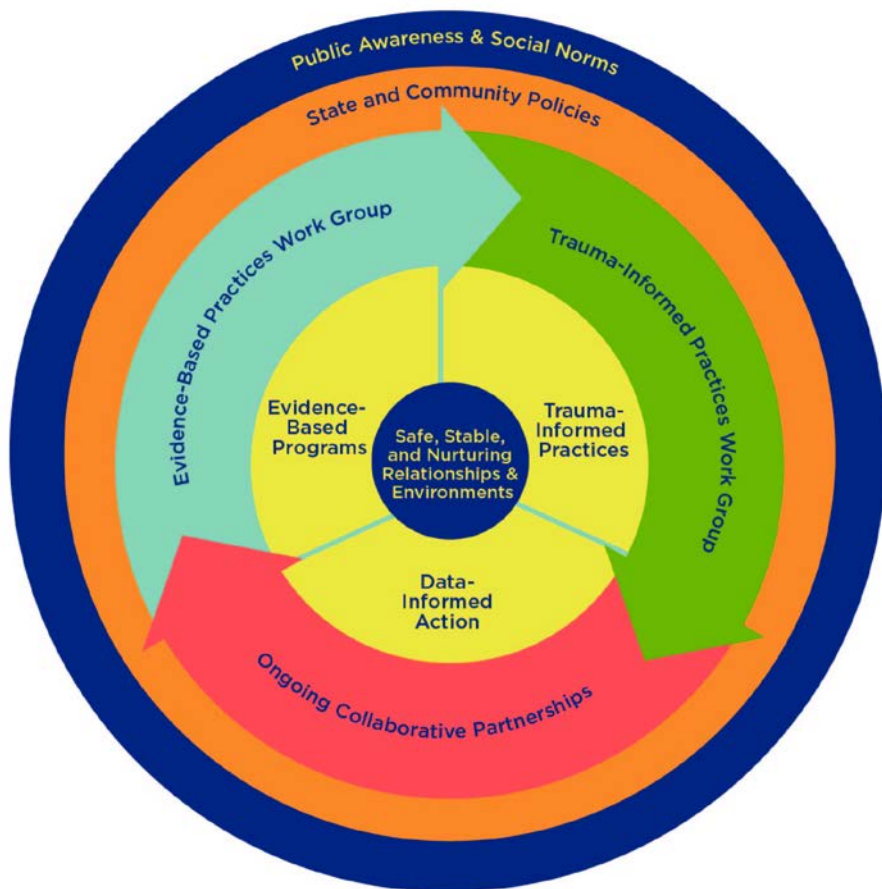 Public Awareness & Social Norms
State and Community Policies
Evidence-Based Practices Work Group
Trauma-Informed Practices Work Group
Evidence-
Based
Programs
Safe, Stable,
and Nurturing
Relationships &
Environments
Trauma-
Informed
Practices
Data-
Informed
Action
Ongoing Collaborative Partnerships